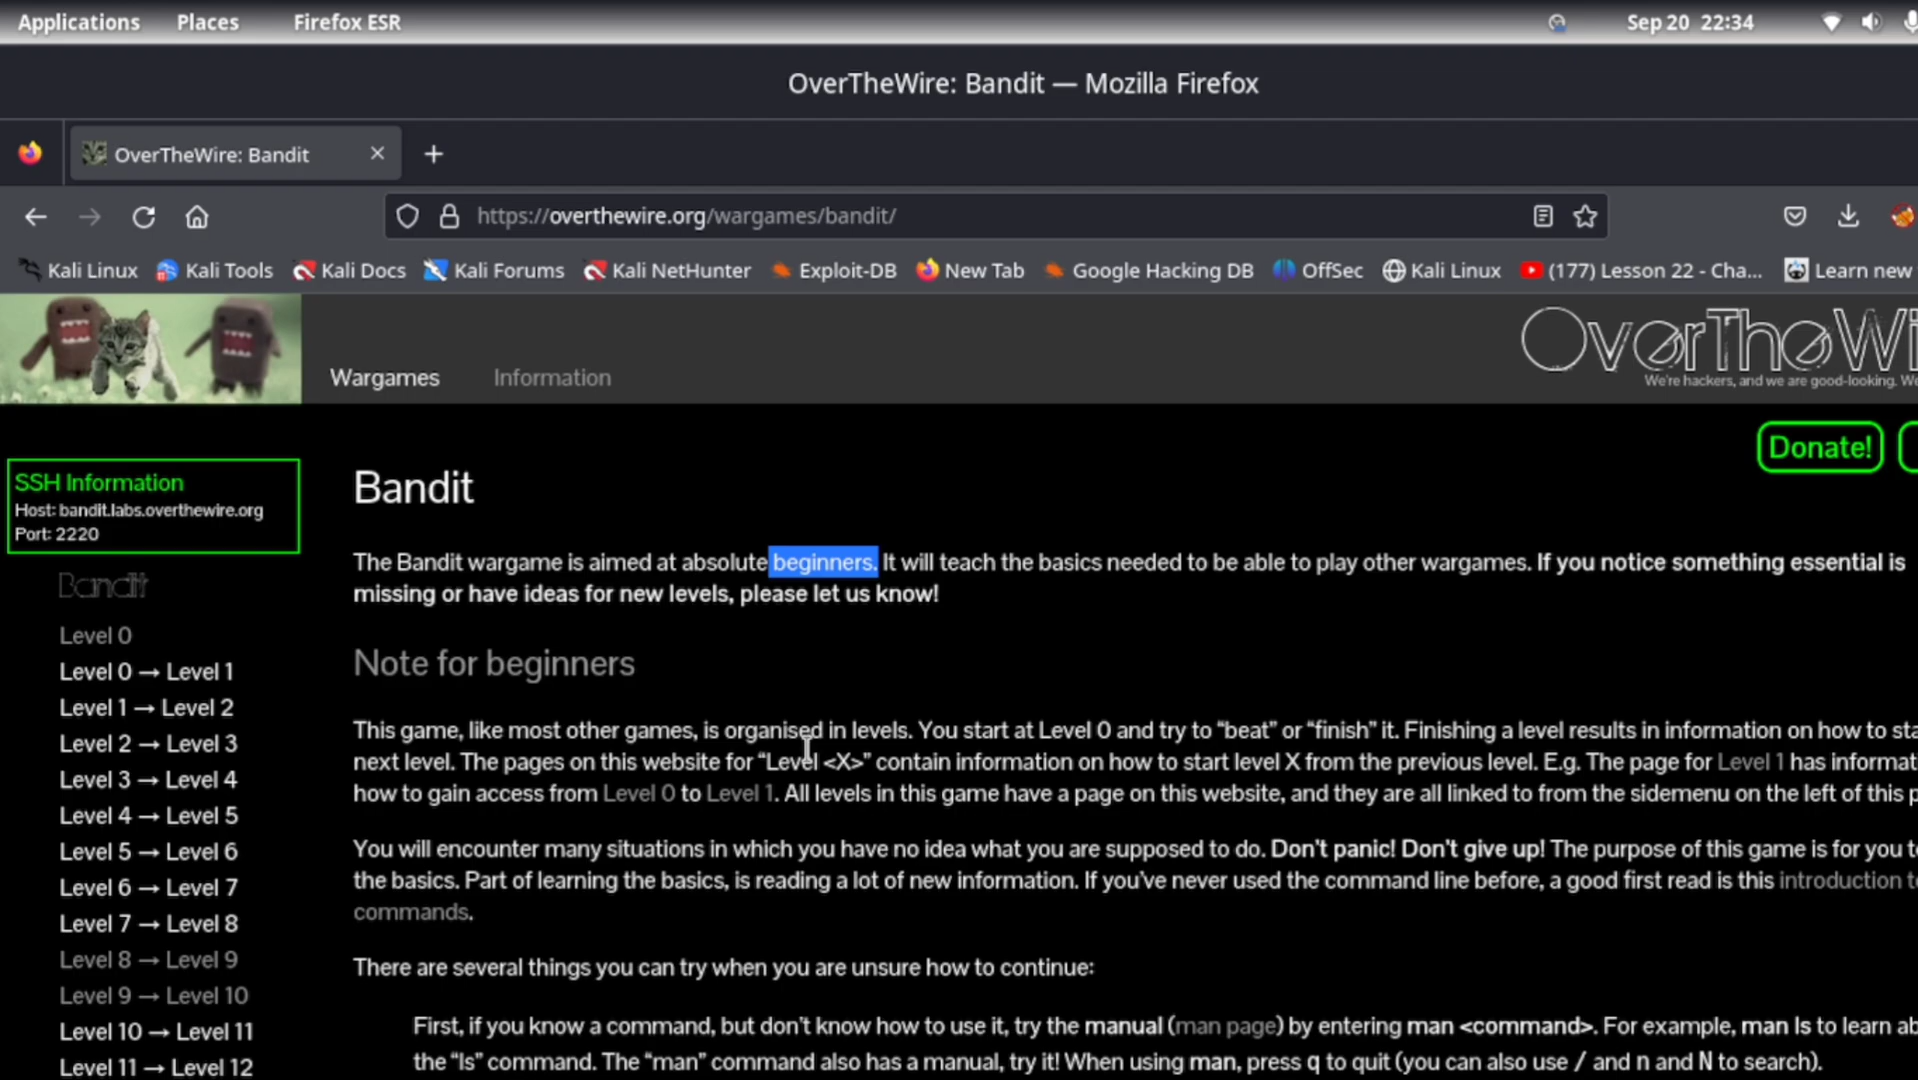 Applications Places Firefox ESR Sep 20 22:34
OverTheWire: Bandit — Mozilla Firefox
OverTheWire: Bandit
https://overthewire.org/wargames/bandit/
Kali Linux Kali Tools Kali Docs Kali Forums Kali NetHunter Exploit-DB New Tab Google Hacking DB OffSec Kali Linux (177) Lesson 22 - Cha... Learn new
OverTheWi
We're hackers, and we are good-looking. We
Wargames Information
Donate!
SSH Information
Host: bandit.labs.overthewire.org
Port: 2220
Bandit
Level 0
Level 0 → Level 1
Level 1 → Level 2
Level 2 → Level 3
Level 3 → Level 4
Level 4 → Level 5
Level 5 → Level 6
Level 6 → Level 7
Level 7 → Level 8
Level 8 → Level 9
Level 9 → Level 10
Level 10 → Level 11
Level 11 → Level 12
Bandit
The Bandit wargame is aimed at absolute beginners. It will teach the basics needed to be able to play other wargames. If you notice something essential is
missing or have ideas for new levels, please let us know!
Note for beginners
This game, like most other games, is organised in levels. You start at Level 0 and try to “beat” or “finish” it. Finishing a level results in information on how to sta
next level. The pages on this website for “Level <X>” contain information on how to start level X from the previous level. E.g. The page for Level 1 has informat
how to gain access from Level 0 to Level 1. All levels in this game have a page on this website, and they are all linked to from the sidemenu on the left of this p
You will encounter many situations in which you have no idea what you are supposed to do. Don't panic! Don't give up! The purpose of this game is for you t
the basics. Part of learning the basics, is reading a lot of new information. If you've never used the command line before, a good first read is this introduction t
commands.
There are several things you can try when you are unsure how to continue:
First, if you know a command, but don't know how to use it, try the manual (man page) by entering man <command>. For example, man ls to learn ab
the “ls” command. The “man” command also has a manual, try it! When using man, press q to quit (you can also use / and n and N to search).